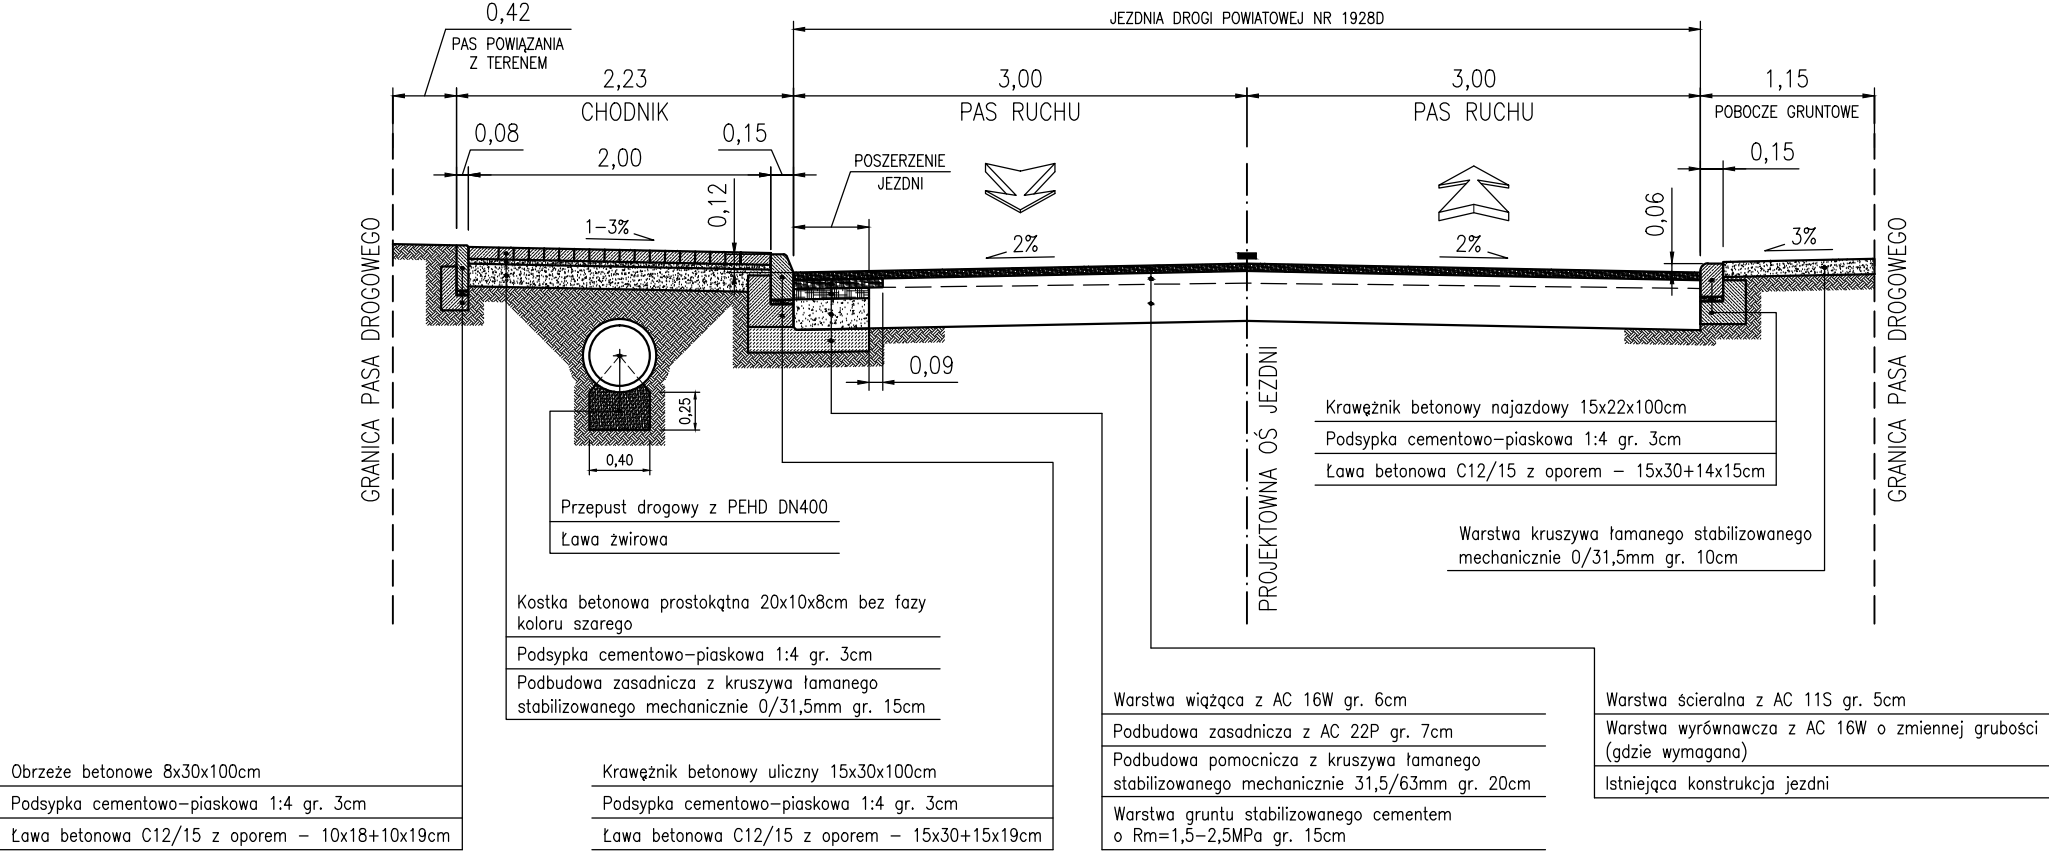 0,42
PAS POWIĄZANIA
Z TERENEM
JEZDNIA DROGI POWIATOWEJ NR 1928D
2,23
CHODNIK
3,00
PAS RUCHU
3,00
PAS RUCHU
1,15
POBOCZE GRUNTOWE
0,08
2,00
0,15
POSZERZENIE
JEZDNI
0,15
0,12
0,06
1-3%
2%
2%
3%
GRANICA PASA DROGOWEGO
GRANICA PASA DROGOWEGO
PROJEKTOWNA OŚ JEZDNI
0,09
0,25
0,40
Krawężnik betonowy najazdowy 15x22x100cm
Podsypka cementowo-piaskowa 1:4 gr. 3cm
Ława betonowa C12/15 z oporem - 15x30+14x15cm
Przepust drogowy z PEHD DN400
Ława żwirowa
Warstwa kruszywa łamanego stabilizowanego
mechanicznie 0/31,5mm gr. 10cm
Kostka betonowa prostokątna 20x10x8cm bez fazy
koloru szarego
Podsypka cementowo-piaskowa 1:4 gr. 3cm
Podbudowa zasadnicza z kruszywa łamanego
stabilizowanego mechanicznie 0/31,5mm gr. 15cm
Obrzeże betonowe 8x30x100cm
Podsypka cementowo-piaskowa 1:4 gr. 3cm
Ława betonowa C12/15 z oporem - 10x18+10x19cm
Krawężnik betonowy uliczny 15x30x100cm
Podsypka cementowo-piaskowa 1:4 gr. 3cm
Ława betonowa C12/15 z oporem - 15x30+15x19cm
Warstwa wiążąca z AC 16W gr. 6cm
Podbudowa zasadnicza z AC 22P gr. 7cm
Podbudowa pomocnicza z kruszywa łamanego
stabilizowanego mechanicznie 31,5/63mm gr. 20cm
Warstwa gruntu stabilizowanego cementem
o Rm=1,5-2,5MPa gr. 15cm
Warstwa ścieralna z AC 11S gr. 5cm
Warstwa wyrównawcza z AC 16W o zmiennej grubości
(gdzie wymagana)
Istniejąca konstrukcja jezdni